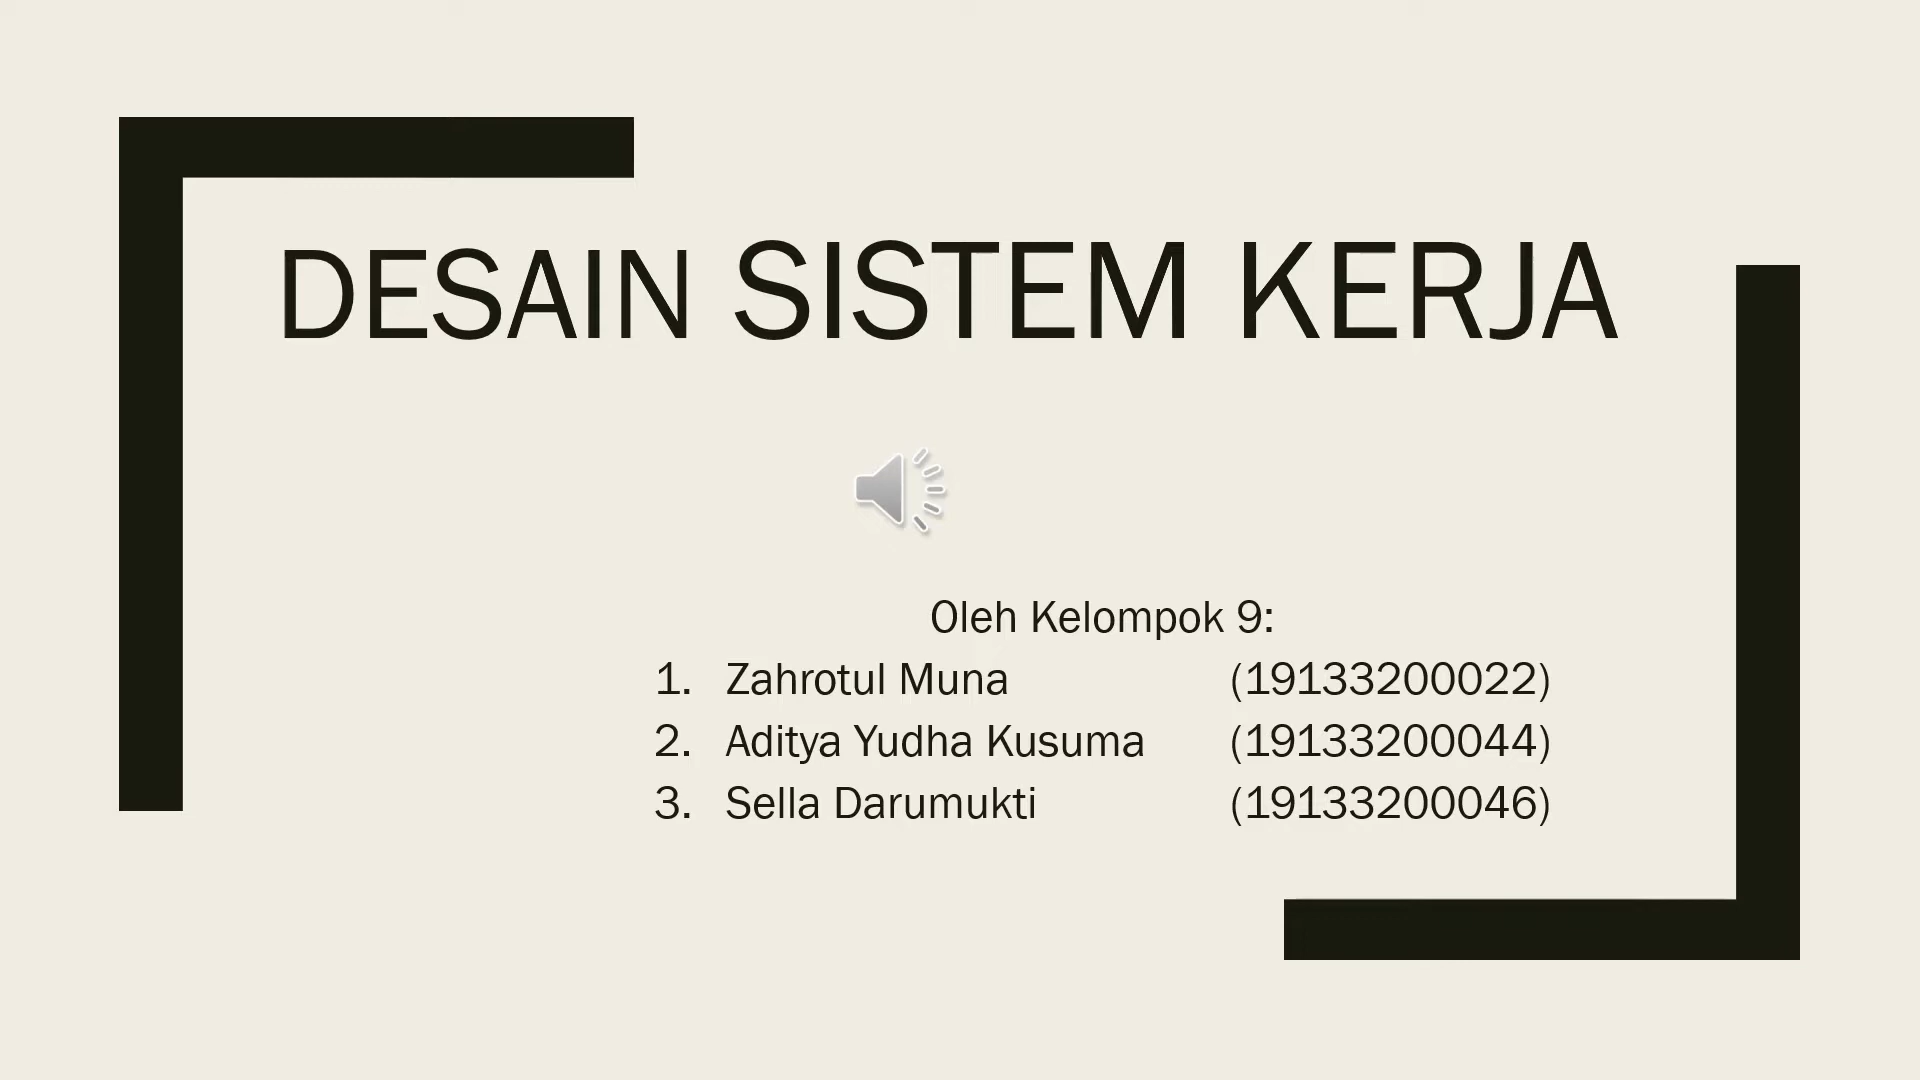 DESAIN SISTEM KERJA
Oleh Kelompok 9:
1. Zahrotul Muna (19133200022)
2. Aditya Yudha Kusuma (19133200044)
3. Sella Darumukti (19133200046)